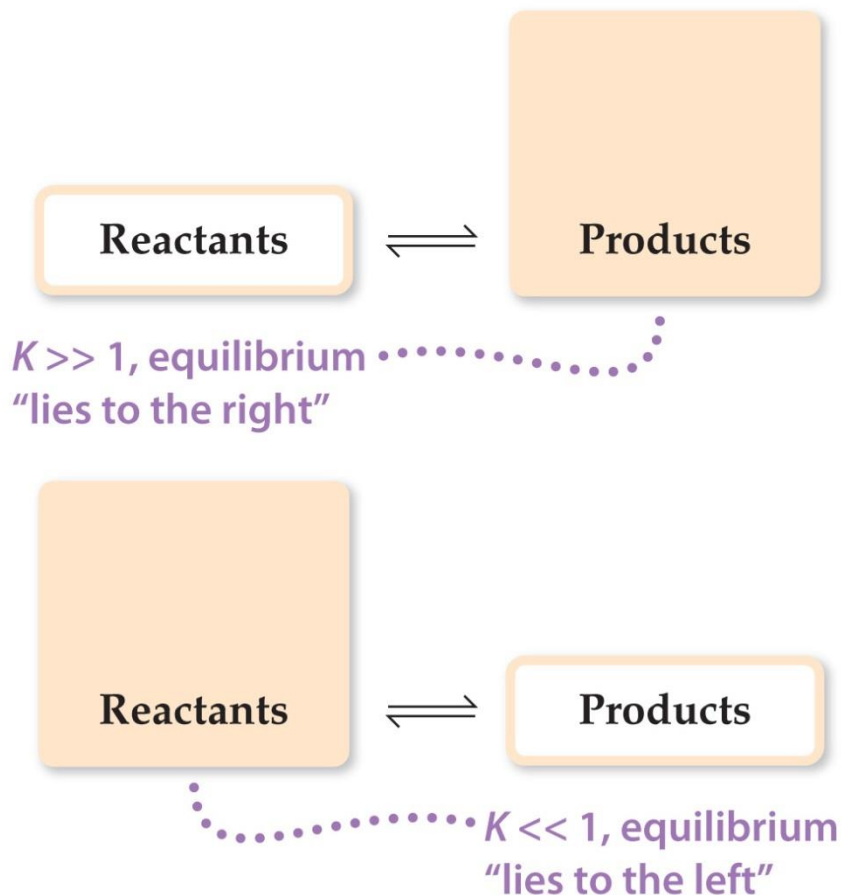 Reactants ⇌ Products
K >> 1, equilibrium
“lies to the right”
Reactants ⇌ Products
K << 1, equilibrium
“lies to the left”